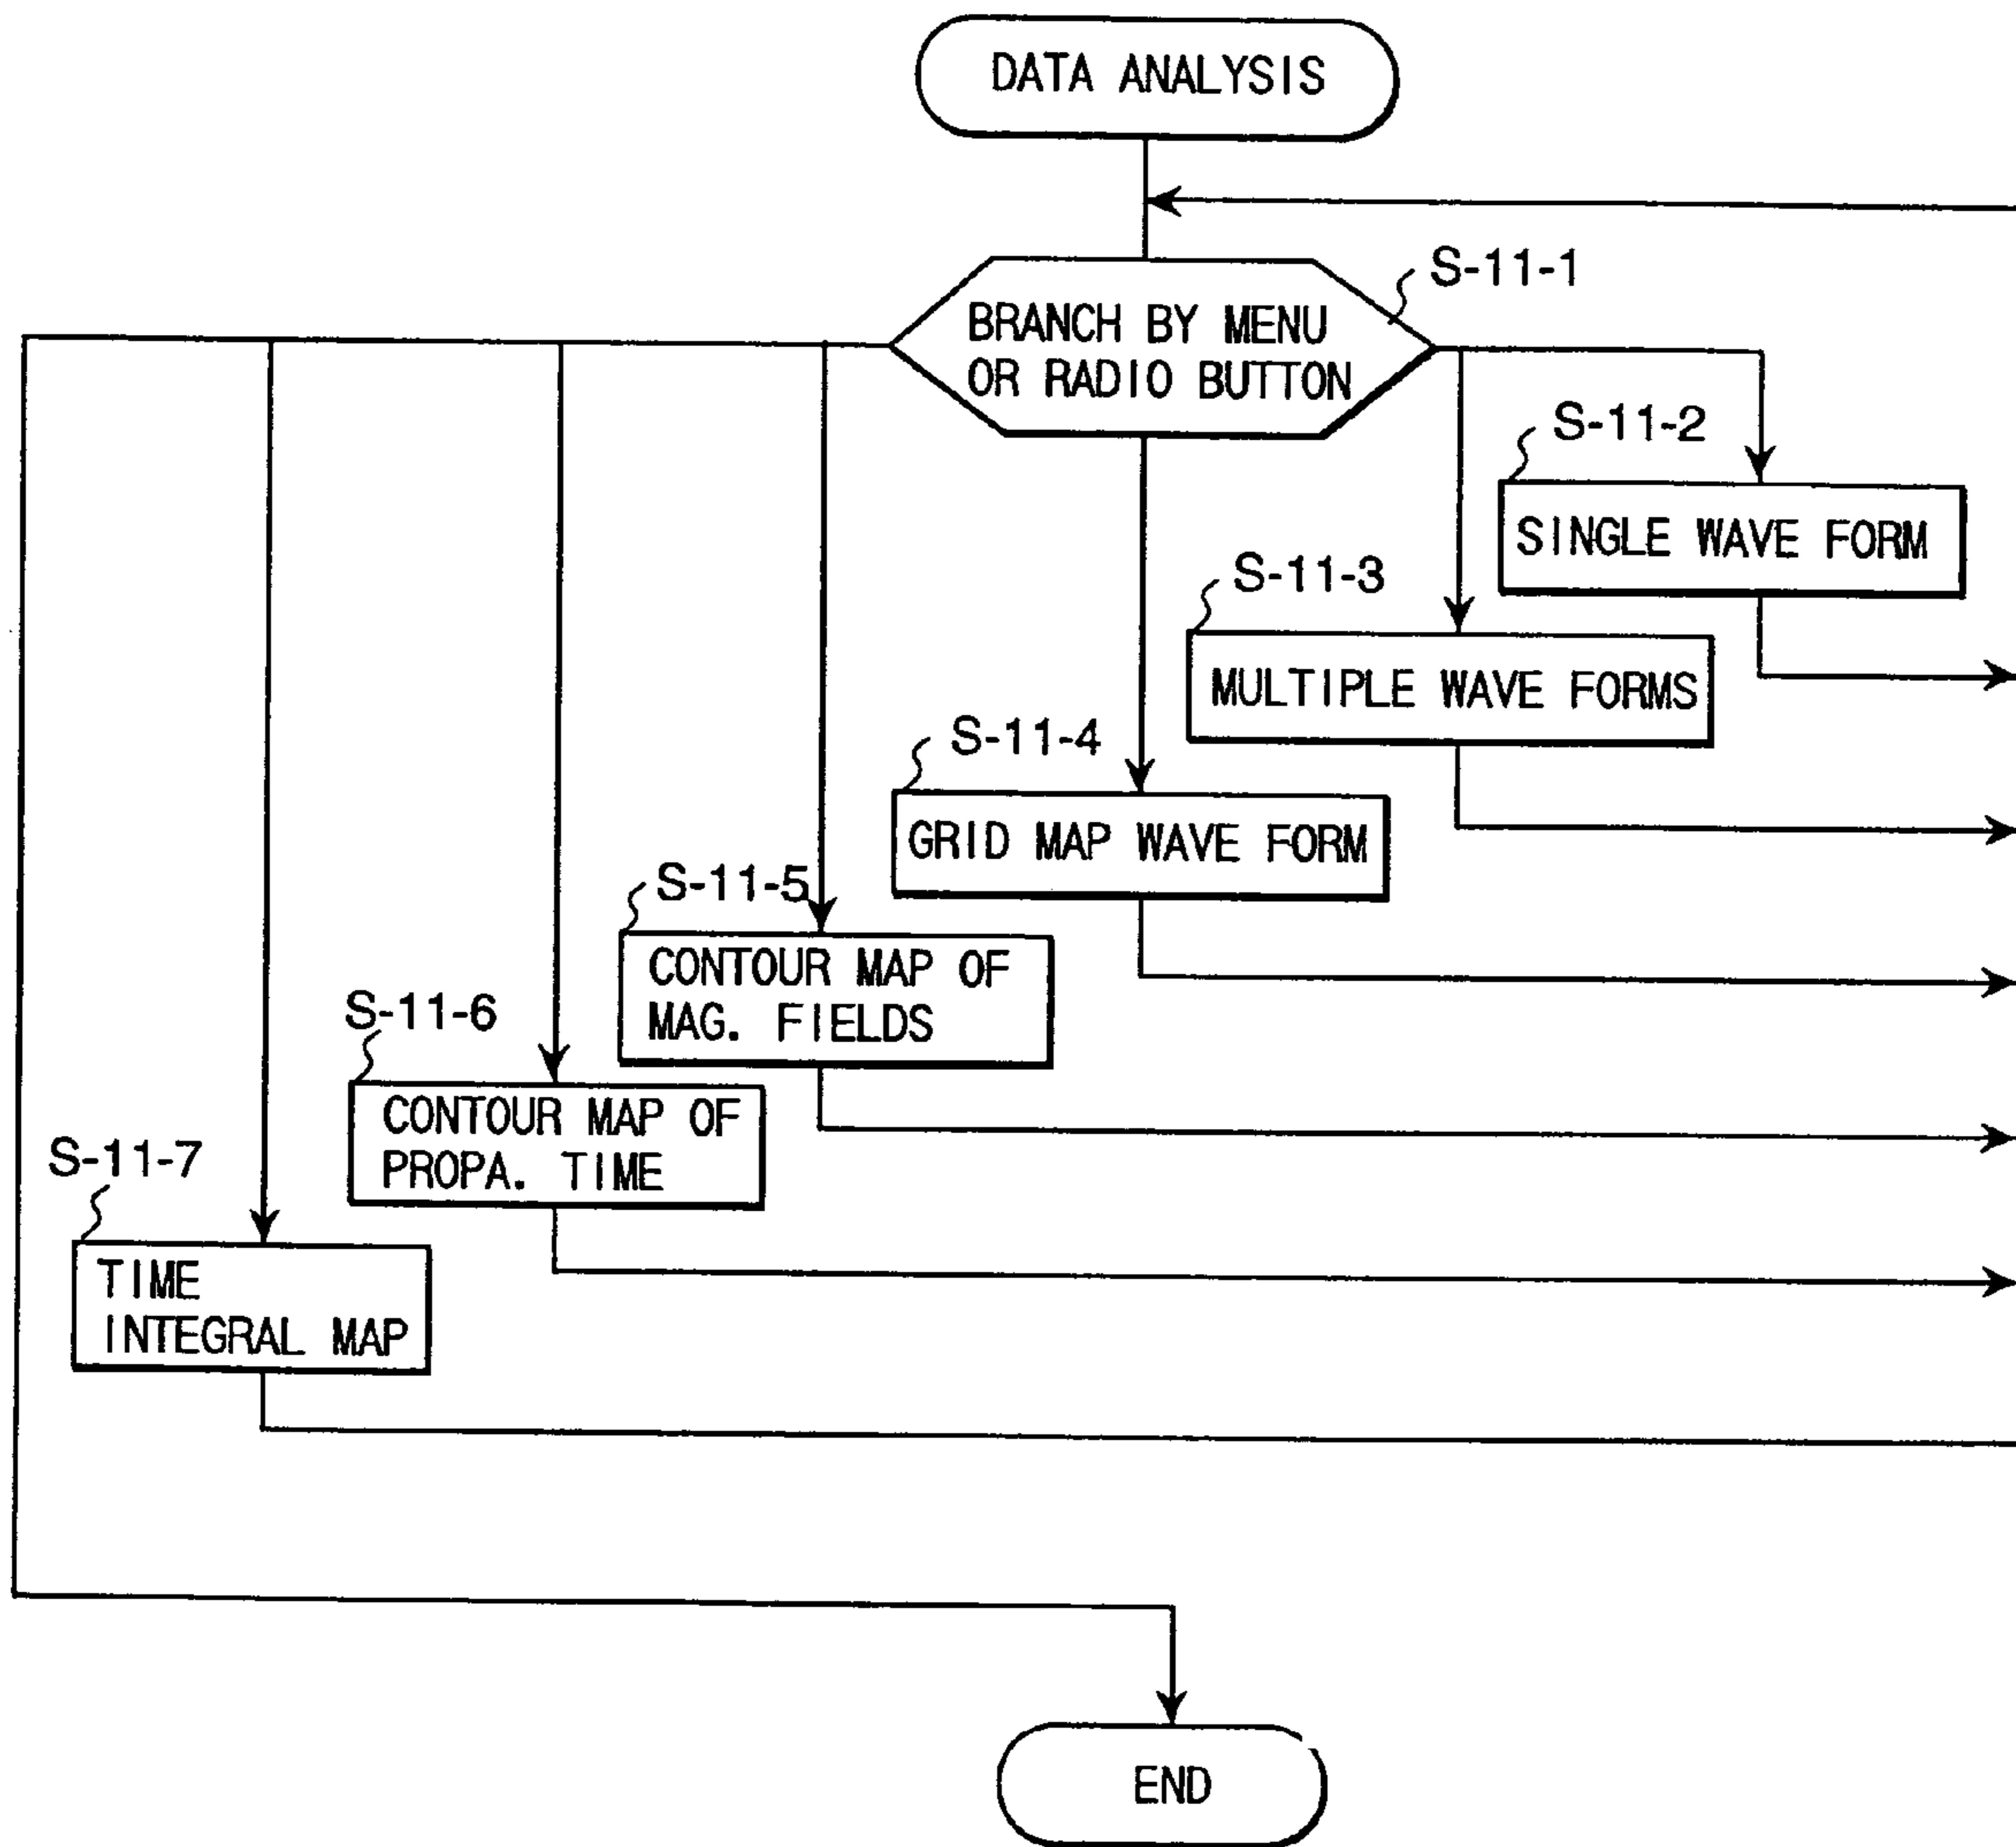 DATA ANALYSIS
S-11-1
BRANCH BY MENU
OR RADIO BUTTON
S-11-2
SINGLE WAVE FORM
S-11-3
MULTIPLE WAVE FORMS
S-11-4
GRID MAP WAVE FORM
S-11-5
CONTOUR MAP OF
MAG. FIELDS
S-11-6
CONTOUR MAP OF
PROPA. TIME
S-11-7
TIME
INTEGRAL MAP
END